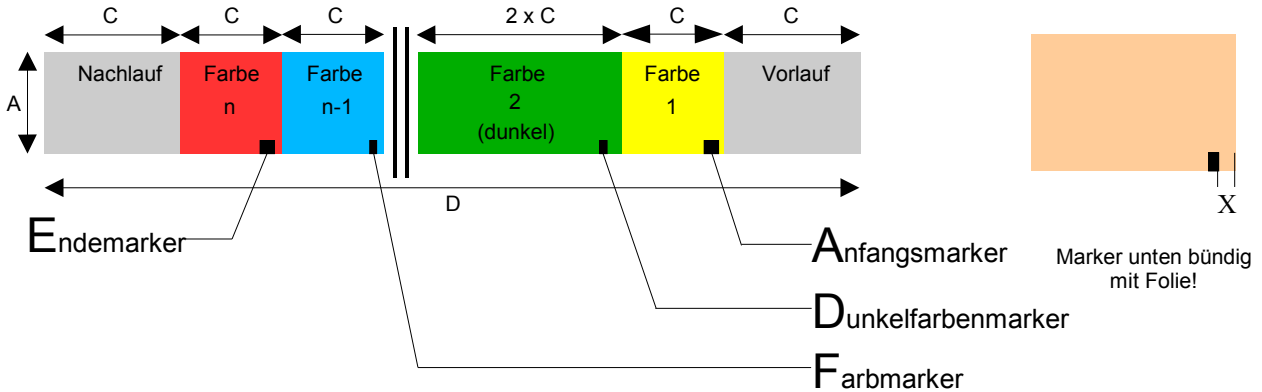 C C C 2 x C C C
A
Nachlauf Farbe Farbe Farbe Farbe Vorlauf
n n-1 2 1
(dunkel)
D
X
Endemarker
Anfangsmarker
Marker unten bündig
mit Folie!
Dunkelfarbenmarker
Farbmarker